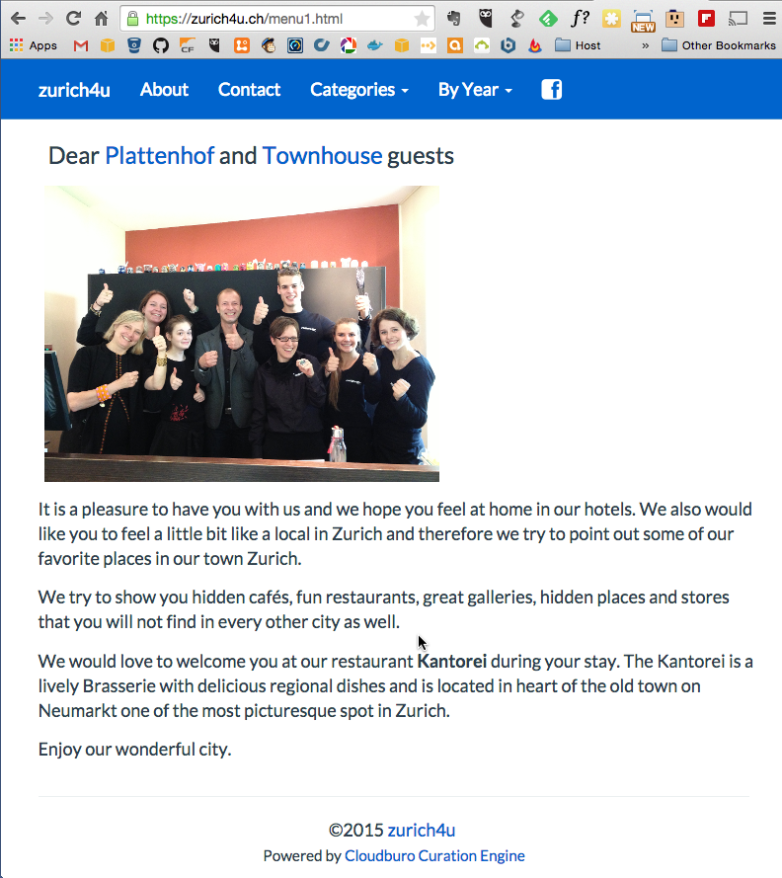 https://zurich4u.ch/menu1.html
f?
NEW
Apps
CF
Host
»
Other Bookmarks
zurich4u About Contact Categories By Year f
Dear Plattenhof and Townhouse guests
It is a pleasure to have you with us and we hope you feel at home in our hotels. We also would
like you to feel a little bit like a local in Zurich and therefore we try to point out some of our
favorite places in our town Zurich.
We try to show you hidden cafés, fun restaurants, great galleries, hidden places and stores
that you will not find in every other city as well.
We would love to welcome you at our restaurant Kantorei during your stay. The Kantorei is a
lively Brasserie with delicious regional dishes and is located in heart of the old town on
Neumarkt one of the most picturesque spot in Zurich.
Enjoy our wonderful city.
©2015 zurich4u
Powered by Cloudburo Curation Engine